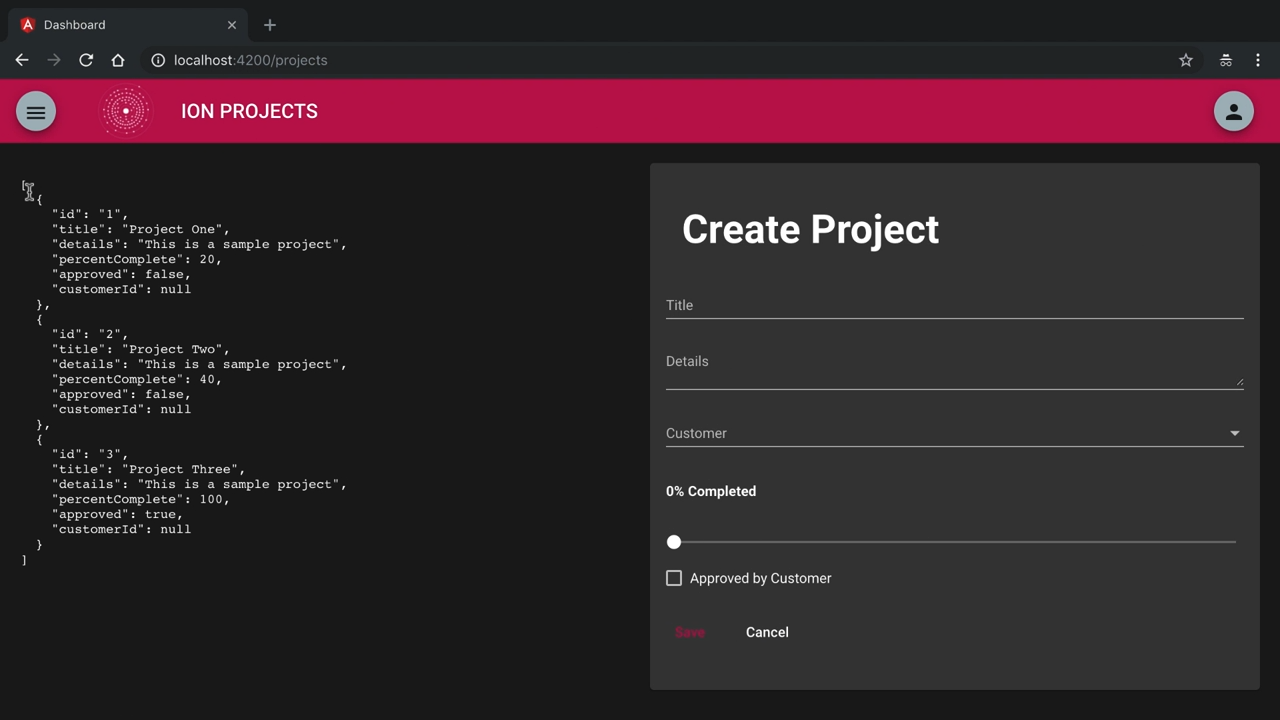 Dashboard
localhost:4200/projects
ION PROJECTS
[
{
"id": "1",
"title": "Project One",
"details": "This is a sample project",
"percentComplete": 20,
"approved": false,
"customerId": null
},
{
"id": "2",
"title": "Project Two",
"details": "This is a sample project",
"percentComplete": 40,
"approved": false,
"customerId": null
},
{
"id": "3",
"title": "Project Three",
"details": "This is a sample project",
"percentComplete": 100,
"approved": true,
"customerId": null
}
]
Create Project
Title
Details
Customer
0% Completed
Approved by Customer
Save Cancel